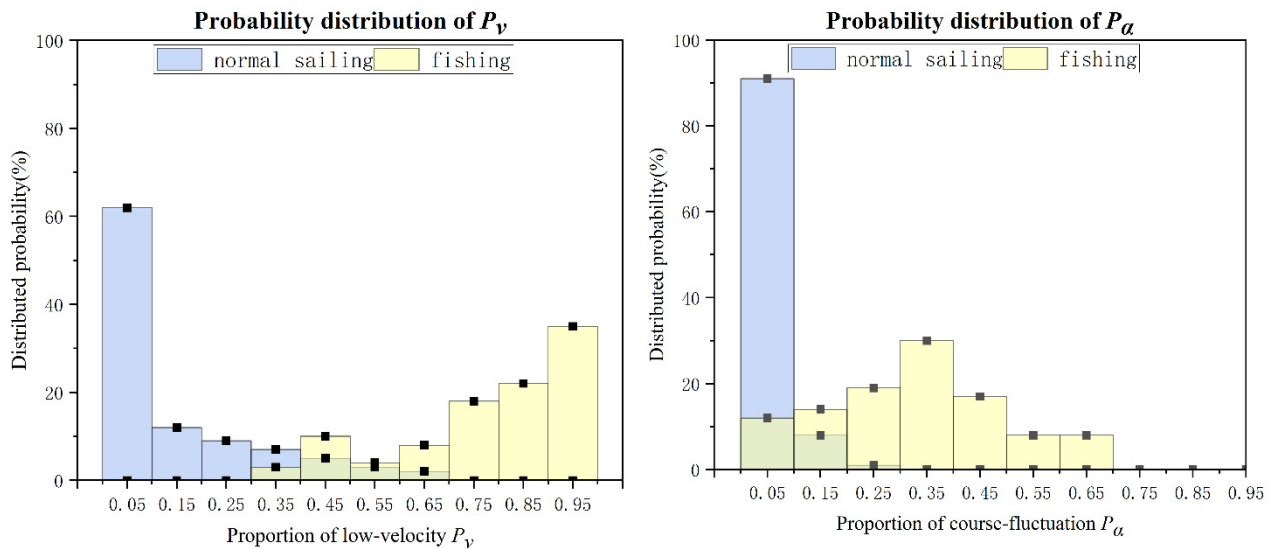 Probability distribution of Pv
normal sailing fishing
Distributed probability(%)
100
80
60
40
20
0
0.05 0.15 0.25 0.35 0.45 0.55 0.65 0.75 0.85 0.95
Proportion of low-velocity Pv
Probability distribution of Pα
normal sailing fishing
Distributed probability(%)
100
80
60
40
20
0
0.05 0.15 0.25 0.35 0.45 0.55 0.65 0.75 0.85 0.95
Proportion of course-fluctuation Pα